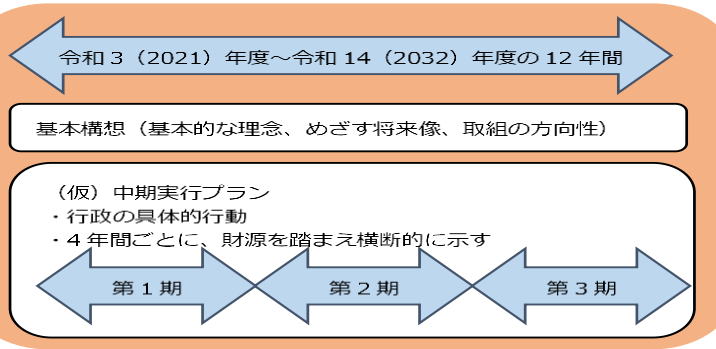 令和3（2021）年度～令和14（2032）年度の12年間
基本構想（基本的な理念、めざす将来像、取組の方向性）
（仮）中期実行プラン
・行政の具体的行動
・4年間ごとに、財源を踏まえ横断的に示す
第1期
第2期
第3期